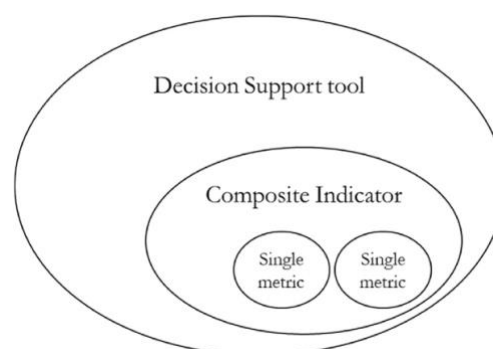 Decision Support tool
Composite Indicator
Single
metric
Single
metric